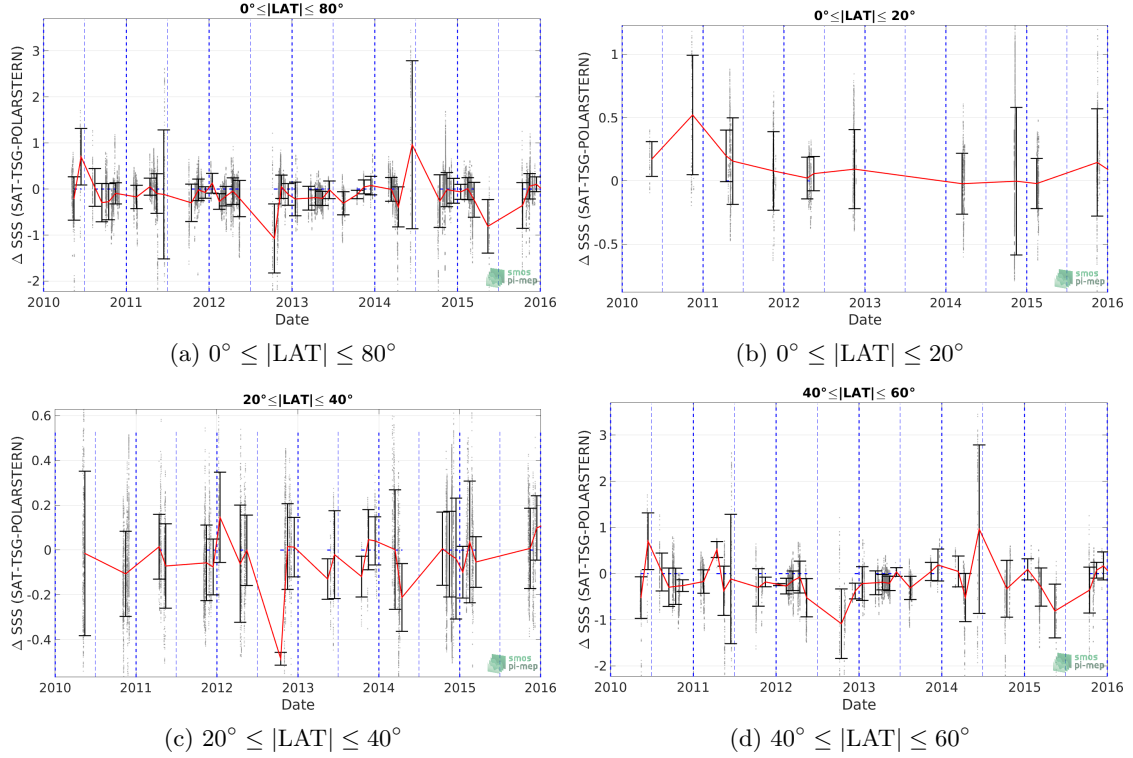 0°≤|LAT|≤ 80°
Δ SSS (SAT-TSG-POLARSTERN)
3
2
1
0
-1
-2
2010 2011 2012 2013 2014 2015 2016
Date
smos
pi-mep
(a) 0° ≤ |LAT| ≤ 80°
0°≤|LAT|≤ 20°
Δ SSS (SAT-TSG-POLARSTERN)
1
0.5
0
-0.5
2010 2011 2012 2013 2014 2015 2016
Date
smos
pi-mep
(b) 0° ≤ |LAT| ≤ 20°
20°≤|LAT|≤ 40°
Δ SSS (SAT-TSG-POLARSTERN)
0.6
0.4
0.2
0
-0.2
-0.4
2010 2011 2012 2013 2014 2015 2016
Date
smos
pi-mep
(c) 20° ≤ |LAT| ≤ 40°
40°≤|LAT|≤ 60°
Δ SSS (SAT-TSG-POLARSTERN)
3
2
1
0
-1
-2
2010 2011 2012 2013 2014 2015 2016
Date
smos
pi-mep
(d) 40° ≤ |LAT| ≤ 60°